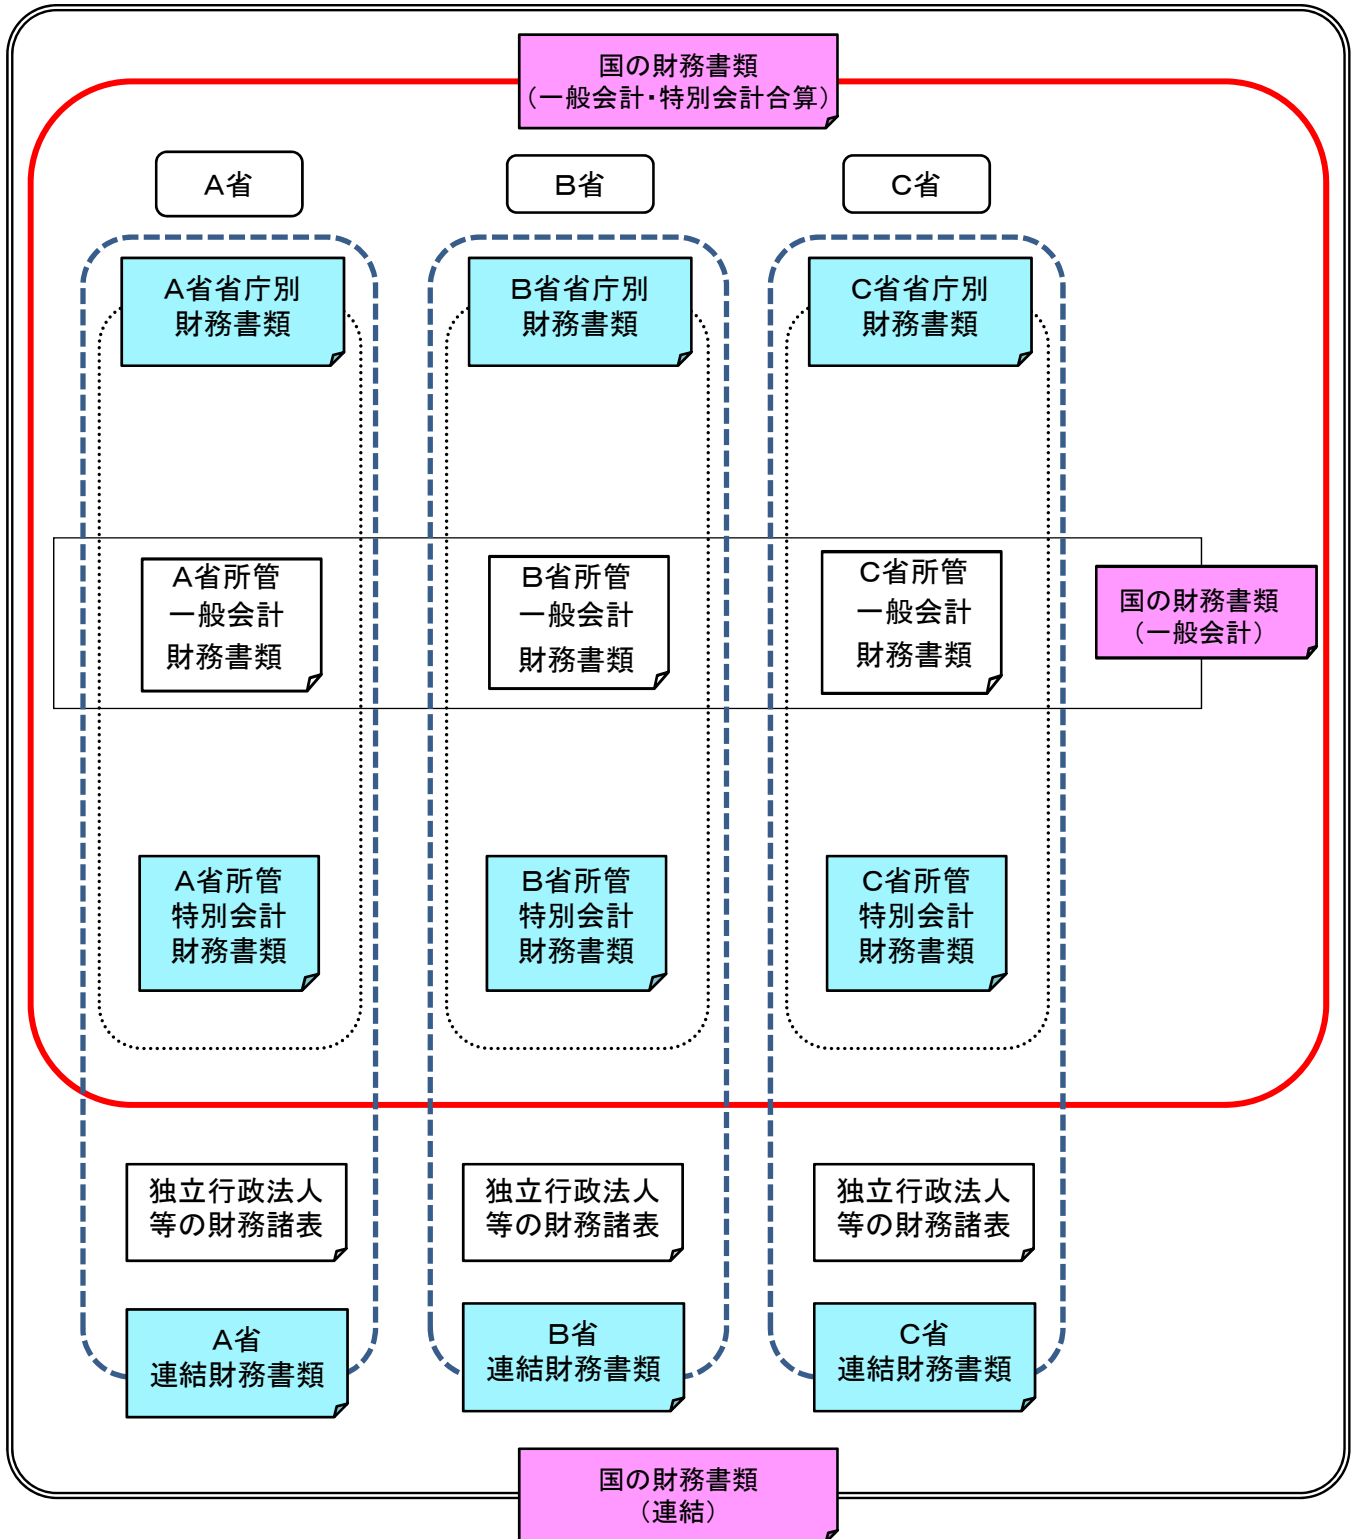 国の財務書類
（一般会計・特別会計合算）
A省
B省
C省
A省省庁別
財務書類
B省省庁別
財務書類
C省省庁別
財務書類
A省所管
一般会計
財務書類
B省所管
一般会計
財務書類
C省所管
一般会計
財務書類
国の財務書類
（一般会計）
A省所管
特別会計
財務書類
B省所管
特別会計
財務書類
C省所管
特別会計
財務書類
独立行政法人
等の財務諸表
独立行政法人
等の財務諸表
独立行政法人
等の財務諸表
A省
連結財務書類
B省
連結財務書類
C省
連結財務書類
国の財務書類
（連結）